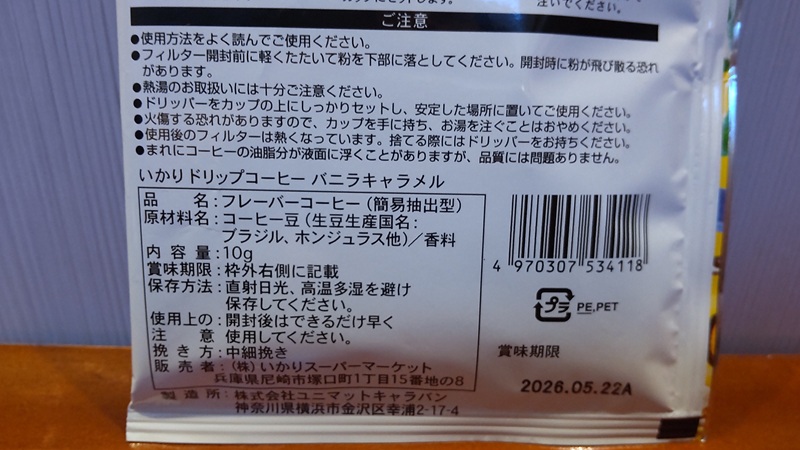 注いでください。
ご注意
●使用方法をよく読んでご使用ください。
●フィルター開封前に軽くたたいて粉を下部に落としてください。開封時に粉が飛び散る恐れ
があります。
●熱湯のお取扱いには十分ご注意ください。
●ドリッパーをカップの上にしっかりセットし、安定した場所に置いてご使用ください。
●火傷する恐れがありますので、カップを手に持ち、お湯を注ぐことはおやめください。
●使用後のフィルターは熱くなっています。捨てる際にはドリッパーをお持ちください。
●まれにコーヒーの油脂分が液面に浮くことがありますが、品質には問題ありません。
いかりドリップコーヒー バニラキャラメル
品 名:フレーバーコーヒー(簡易抽出型)
原材料名:コーヒー豆(生豆生産国名:
ブラジル、ホンジュラス他)/香料
内容量:10g
賞味期限:枠外右側に記載
保存方法:直射日光、高温多湿を避け
保存してください。
使用上の:開封後はできるだけ早く
注 意 使用してください。
挽き方:中細挽き
販売者:(株)いかりスーパーマーケット
兵庫県尼崎市塚口町1丁目15番地の8
製造所:株式会社ユニマットキャラバン
神奈川県横浜市金沢区幸浦2-17-4
4 970307 534118
プラ PE,PET
賞味期限
2026.05.22A